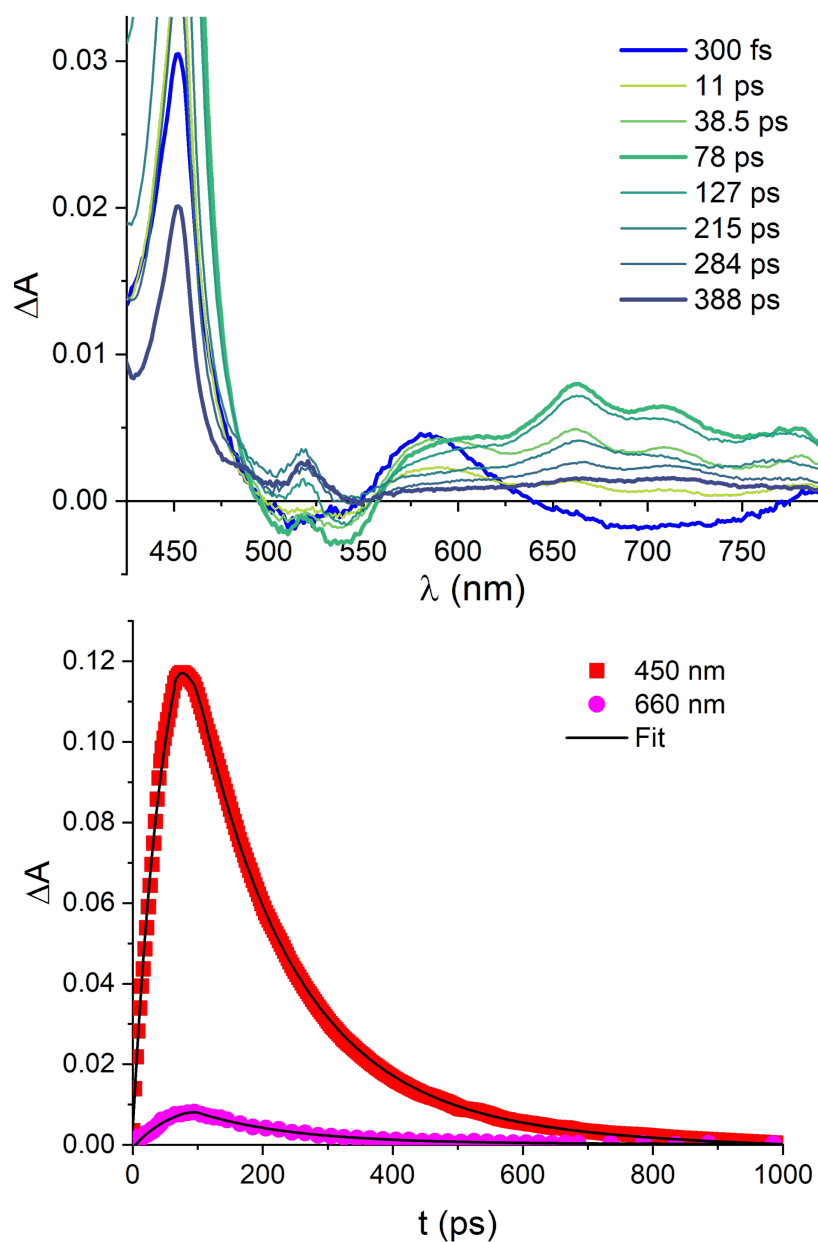 0.03
0.02
0.01
0.00
ΔA
300 fs
11 ps
38.5 ps
78 ps
127 ps
215 ps
284 ps
388 ps
450 500 550 600 650 700 750
λ (nm)
0.12
0.10
0.08
0.06
0.04
0.02
0.00
ΔA
450 nm
660 nm
Fit
0 200 400 600 800 1000
t (ps)